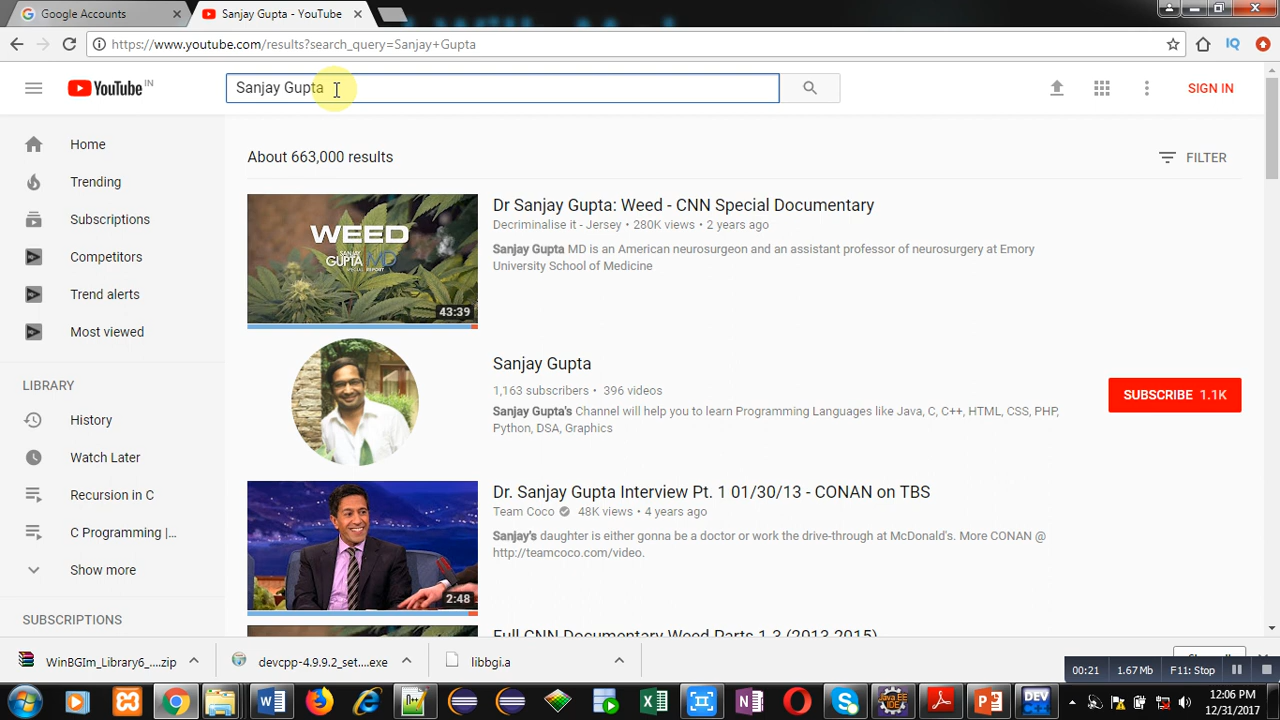 Google Accounts
Sanjay Gupta - YouTube
https://www.youtube.com/results?search_query=Sanjay+Gupta
IQ
YouTube IN
Sanjay Gupta
SIGN IN
Home
Trending
Subscriptions
Competitors
Trend alerts
Most viewed
LIBRARY
History
Watch Later
Recursion in C
C Programming |...
Show more
SUBSCRIPTIONS
About 663,000 results
FILTER
WEED
SANJAY
GUPTA MD
SPECIAL REPORT
43:39
Dr Sanjay Gupta: Weed - CNN Special Documentary
Decriminalise it - Jersey • 280K views • 2 years ago
Sanjay Gupta MD is an American neurosurgeon and an assistant professor of neurosurgery at Emory
University School of Medicine
Sanjay Gupta
1,163 subscribers • 396 videos
Sanjay Gupta's Channel will help you to learn Programming Languages like Java, C, C++, HTML, CSS, PHP,
Python, DSA, Graphics
SUBSCRIBE 1.1K
2:48
Dr. Sanjay Gupta Interview Pt. 1 01/30/13 - CONAN on TBS
Team Coco 48K views • 4 years ago
Sanjay's daughter is either gonna be a doctor or work the drive-through at McDonald's. More CONAN @
http://teamcoco.com/video.
Full CNN Documentary Weed Parts 1-3 (2013-2015)
WinBGIm_Library6_....zip
devcpp-4.9.9.2_set....exe
libbgi.a
00:21
1.67 Mb
F11: Stop
DEV
12:06 PM
12/31/2017